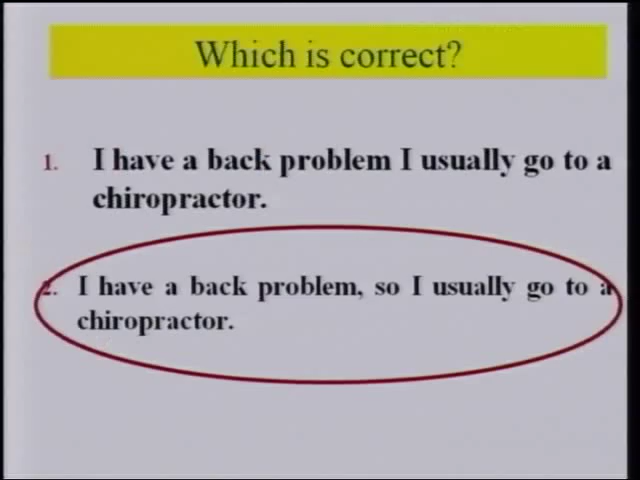 Which is correct?
1. I have a back problem I usually go to a
chiropractor.
2. I have a back problem, so I usually go to a
chiropractor.